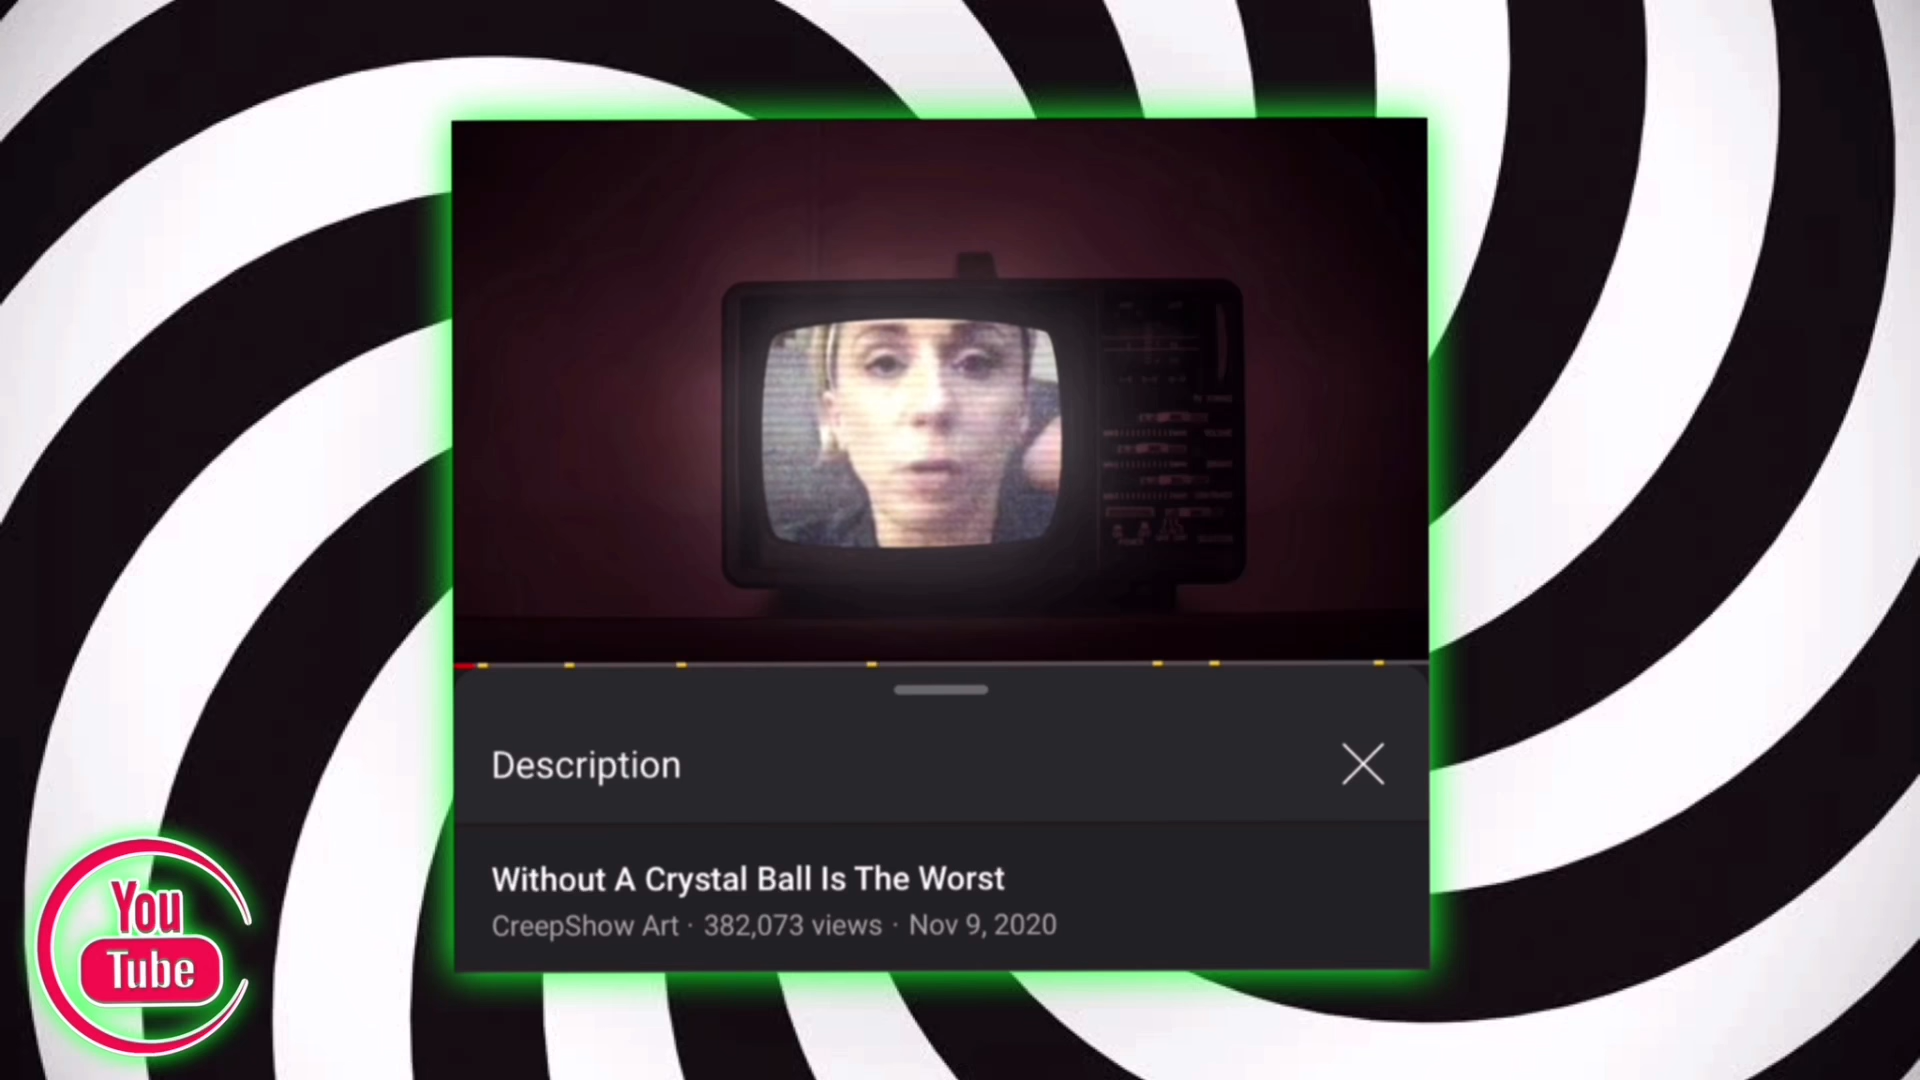 Description
Without A Crystal Ball Is The Worst
CreepShow Art · 382,073 views · Nov 9, 2020
You
Tube